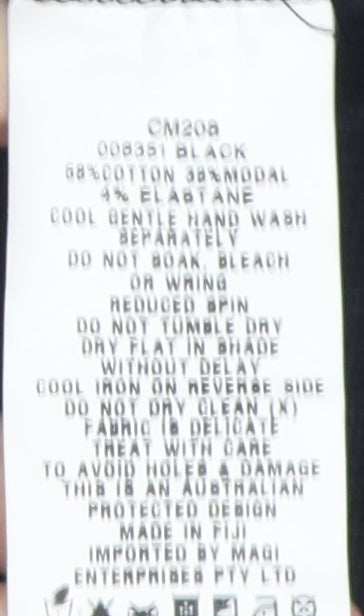 CM208
006351 BLACK
58%COTTON 38%MODAL
4% ELASTANE
COOL GENTLE HAND WASH
SEPARATELY
DO NOT SOAK, BLEACH
OR WRING
REDUCED SPIN
DO NOT TUMBLE DRY
DRY FLAT IN SHADE
WITHOUT DELAY
COOL IRON ON REVERSE SIDE
DO NOT DRY CLEAN (X)
FABRIC IS DELICATE
TREAT WITH CARE
TO AVOID HOLES & DAMAGE
THIS IS AN AUSTRALIAN
PROTECTED DESIGN
MADE IN FIJI
IMPORTED BY MAGI
ENTERPRISES PTY LTD